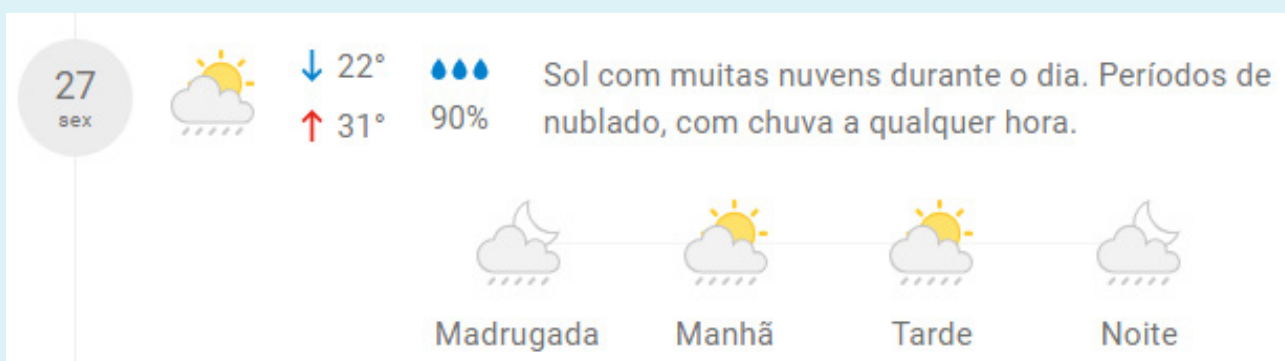 27
sex
↓ 22°
↑ 31°
90%
Sol com muitas nuvens durante o dia. Períodos de
nublado, com chuva a qualquer hora.
Madrugada Manhã Tarde Noite